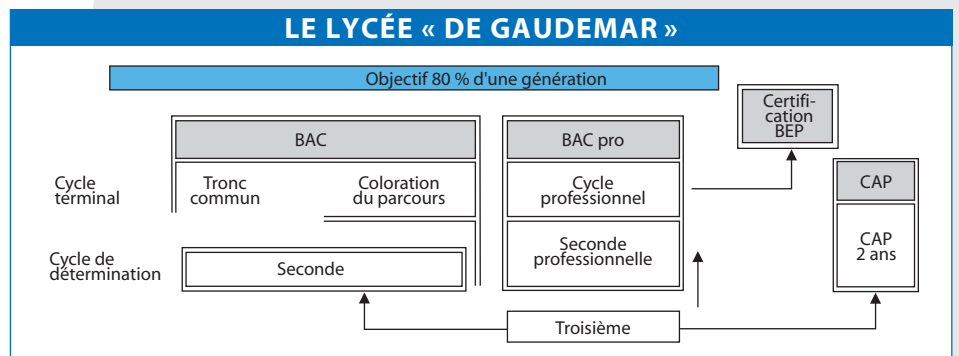 LE LYCÉE « DE GAUDEMAR »
Objectif 80 % d'une génération
Certifi-
cation
BEP
BAC
BAC pro
Cycle
terminal
Tronc
commun
Coloration
du parcours
Cycle
professionnel
CAP
Cycle de
détermination
Seconde
Seconde
professionnelle
CAP
2 ans
Troisième